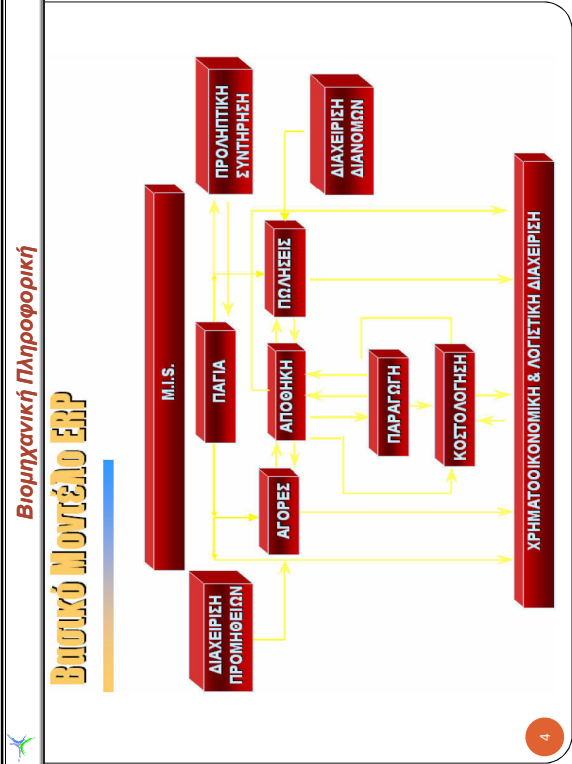 Βιομηχανική Πληροφορική
Βασικό Μοντέλο ERP
M.I.S.
ΔΙΑΧΕΙΡΙΣΗ
ΠΡΟΜΗΘΕΙΩΝ
ΠΑΓΙΑ
ΠΡΟΛΗΠΤΙΚΗ
ΣΥΝΤΗΡΗΣΗ
ΑΓΟΡΕΣ
ΑΠΟΘΗΚΗ
ΠΩΛΗΣΕΙΣ
ΔΙΑΧΕΙΡΙΣΗ
ΔΙΑΝΟΜΩΝ
ΠΑΡΑΓΩΓΗ
ΚΟΣΤΟΛΟΓΗΣΗ
ΧΡΗΜΑΤΟΟΙΚΟΝΟΜΙΚΗ & ΛΟΓΙΣΤΙΚΗ ΔΙΑΧΕΙΡΙΣΗ
4